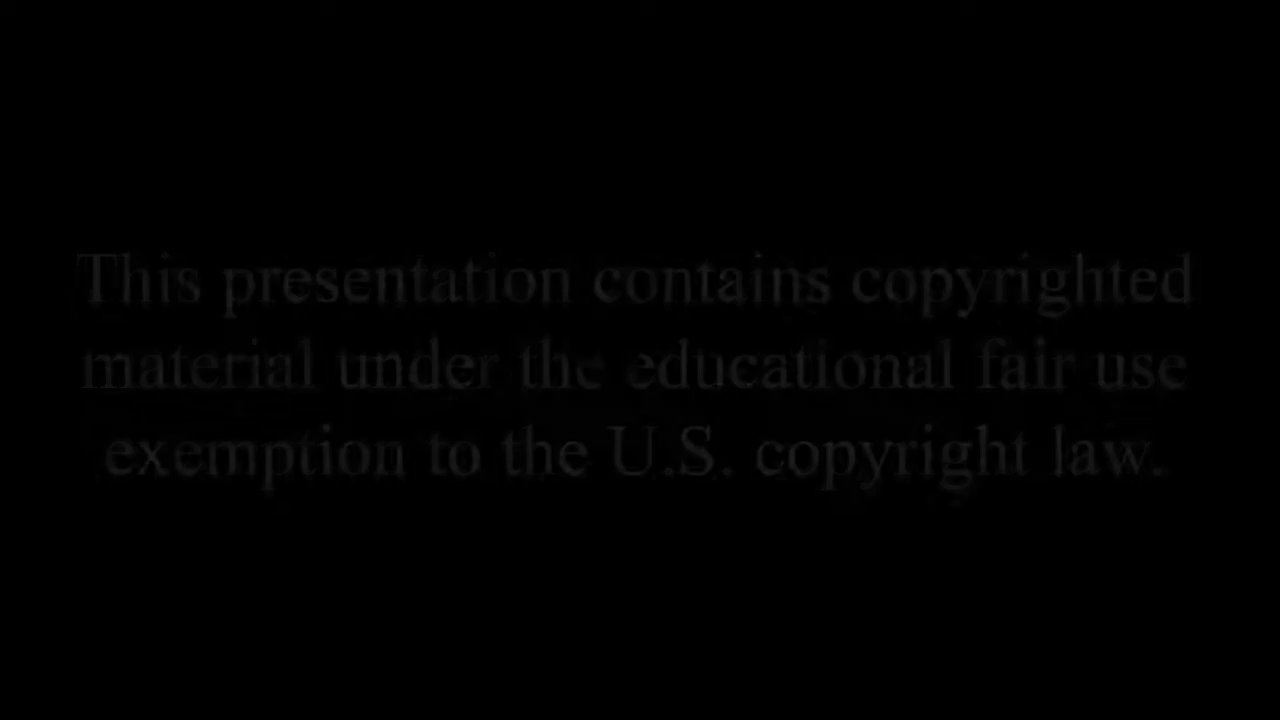 This presentation contains copyrighted
material under the educational fair use
exemption to the U.S. copyright law.